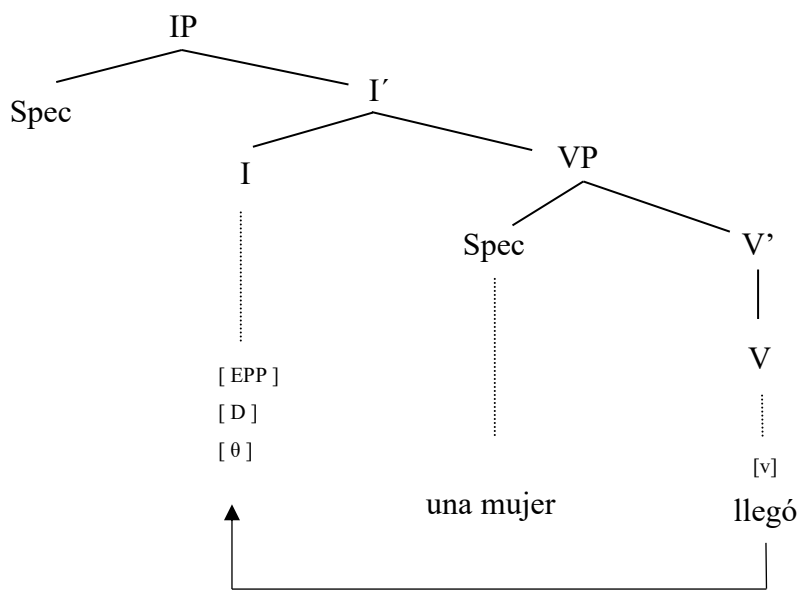 IP
Spec
I´
I
VP
Spec
V’
V
[ EPP ]
[ D ]
[ θ ]
[v]
una mujer
llegó